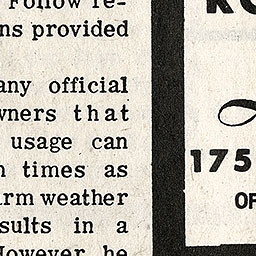 Follow re-
ns provided
any official
wners that
usage can
times as
arm weather
sults in a
However, he
175
OF